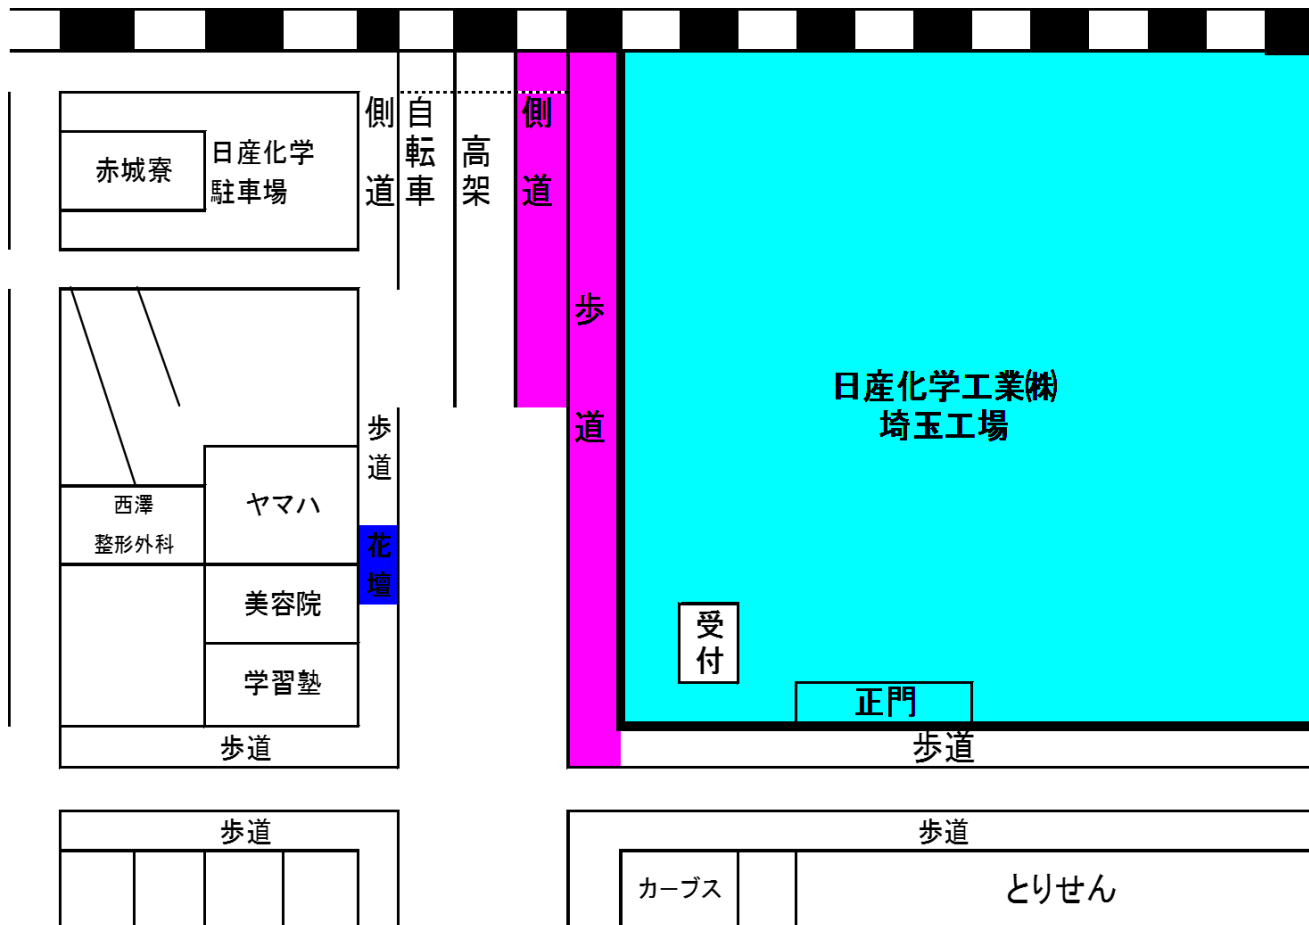 赤城寮
日産化学
駐車場
側道
自転車
高架
側道
歩道
日産化学工業㈱
埼玉工場
歩道
西澤
整形外科
ヤマハ
花壇
美容院
学習塾
受付
正門
歩道
歩道
歩道
歩道
カーブス
とりせん